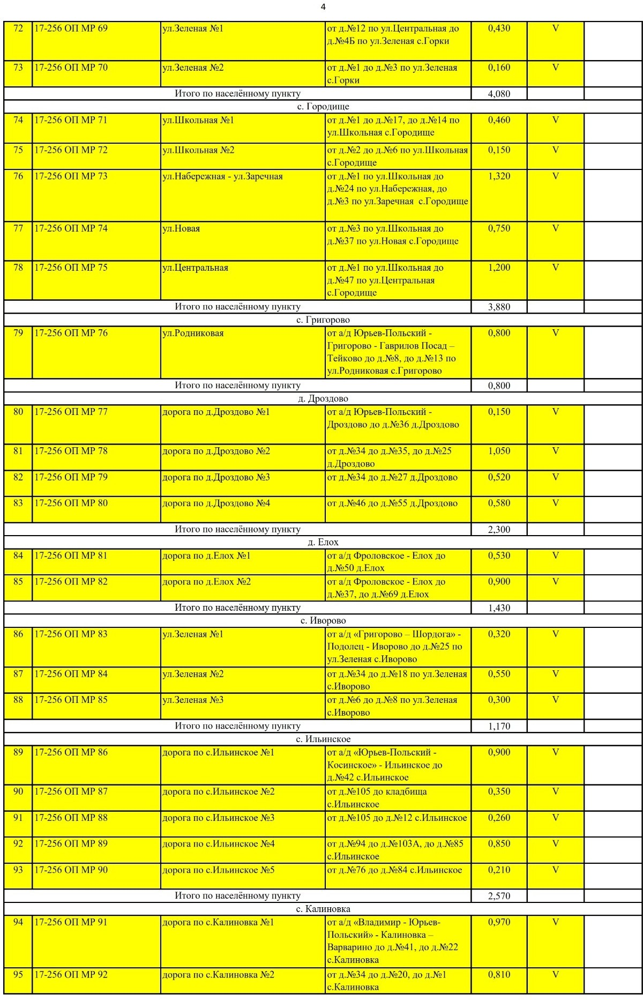 4
72 17-256 ОП МР 69 ул.Зеленая №1 от д.№12 по ул.Центральная до 0,430 V
д.№4Б по ул.Зеленая с.Горки
73 17-256 ОП МР 70 ул.Зеленая №2 от д.№1 до д.№3 по ул.Зеленая 0,160 V
с.Горки
Итого по населённому пункту 4,080
с. Городище
74 17-256 ОП МР 71 ул.Школьная №1 от д.№1 до д.№17, до д.№14 по 0,460 V
ул.Школьная с.Городище
75 17-256 ОП МР 72 ул.Школьная №2 от д.№2 до д.№6 по ул.Школьная 0,150 V
с.Городище
76 17-256 ОП МР 73 ул.Набережная - ул.Заречная от д.№1 по ул.Школьная до 1,320 V
д.№24 по ул.Набережная, до
д.№3 по ул.Заречная с.Городище
77 17-256 ОП МР 74 ул.Новая от д.№3 по ул.Школьная до 0,750 V
д.№37 по ул.Новая с.Городище
78 17-256 ОП МР 75 ул.Центральная от д.№1 по ул.Школьная до 1,200 V
д.№47 по ул.Центральная
с.Городище
Итого по населённому пункту 3,880
с. Григорово
79 17-256 ОП МР 76 ул.Родниковая от а/д Юрьев-Польский - 0,800 V
Григорово - Гаврилов Посад –
Тейково до д.№8, до д.№13 по
ул.Родниковая с.Григорово
Итого по населённому пункту 0,800
д. Дроздово
80 17-256 ОП МР 77 дорога по д.Дроздово №1 от а/д Юрьев-Польский - 0,150 V
Дроздово до д.№36 д.Дроздово
81 17-256 ОП МР 78 дорога по д.Дроздово №2 от д.№34 до д.№35, до д.№25 1,050 V
д.Дроздово
82 17-256 ОП МР 79 дорога по д.Дроздово №3 от д.№34 до д.№27 д.Дроздово 0,520 V
83 17-256 ОП МР 80 дорога по д.Дроздово №4 от д.№46 до д.№55 д.Дроздово 0,580 V
Итого по населённому пункту 2,300
д. Елох
84 17-256 ОП МР 81 дорога по д.Елох №1 от а/д Фроловское - Елох до 0,530 V
д.№50 д.Елох
85 17-256 ОП МР 82 дорога по д.Елох №2 от а/д Фроловское - Елох до 0,900 V
д.№37, до д.№69 д.Елох
Итого по населённому пункту 1,430
с. Иворово
86 17-256 ОП МР 83 ул.Зеленая №1 от а/д «Григорово – Шордога» - 0,320 V
Подолец - Иворово до д.№25 по
ул.Зеленая с.Иворово
87 17-256 ОП МР 84 ул.Зеленая №2 от д.№34 до д.№18 по ул.Зеленая 0,550 V
с.Иворово
88 17-256 ОП МР 85 ул.Зеленая №3 от д.№6 до д.№8 по ул.Зеленая 0,300 V
с.Иворово
Итого по населённому пункту 1,170
с. Ильинское
89 17-256 ОП МР 86 дорога по с.Ильинское №1 от а/д «Юрьев-Польский - 0,900 V
Косинское» - Ильинское до
д.№42 с.Ильинское
90 17-256 ОП МР 87 дорога по с.Ильинское №2 от д.№105 до кладбища 0,350 V
с.Ильинское
91 17-256 ОП МР 88 дорога по с.Ильинское №3 от д.№105 до д.№12 с.Ильинское 0,260 V
92 17-256 ОП МР 89 дорога по с.Ильинское №4 от д.№94 до д.№103А, до д.№85 0,850 V
с.Ильинское
93 17-256 ОП МР 90 дорога по с.Ильинское №5 от д.№76 до д.№84 с.Ильинское 0,210 V
Итого по населённому пункту 2,570
с. Калиновка
94 17-256 ОП МР 91 дорога по с.Калиновка №1 от а/д «Владимир - Юрьев- 0,970 V
Польский» - Калиновка –
Варварино до д.№41, до д.№22
с.Калиновка
95 17-256 ОП МР 92 дорога по с.Калиновка №2 от д.№34 до д.№20, до д.№1 0,810 V
с.Калиновка